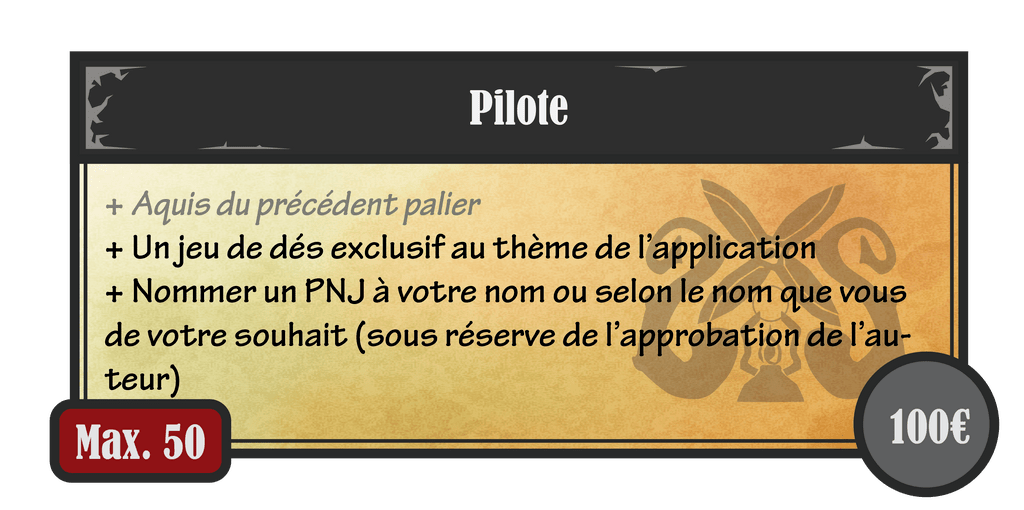 Pilote
+ Aquis du précédent palier
+ Un jeu de dés exclusif au thème de l'application
+ Nommer un PNJ à votre nom ou selon le nom que vous
de votre souhait (sous réserve de l'approbation de l'au-
teur)
Max. 50
100€